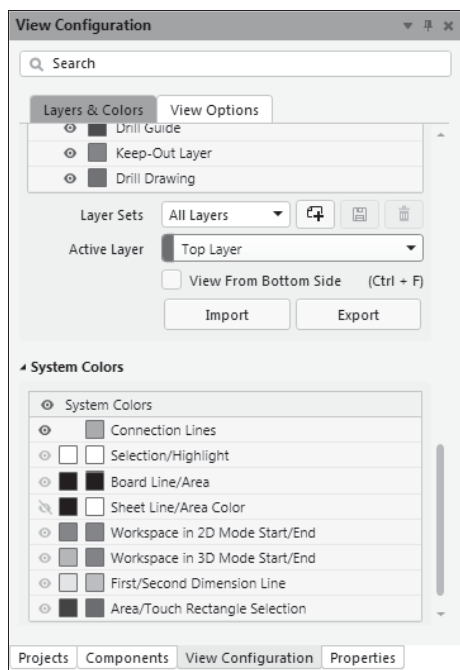 View Configuration
Search
Layers & Colors View Options
Drill Guide
Keep-Out Layer
Drill Drawing
Layer Sets All Layers
Active Layer Top Layer
View From Bottom Side (Ctrl + F)
Import Export
System Colors
System Colors
Connection Lines
Selection/Highlight
Board Line/Area
Sheet Line/Area Color
Workspace in 2D Mode Start/End
Workspace in 3D Mode Start/End
First/Second Dimension Line
Area/Touch Rectangle Selection
Projects Components View Configuration Properties